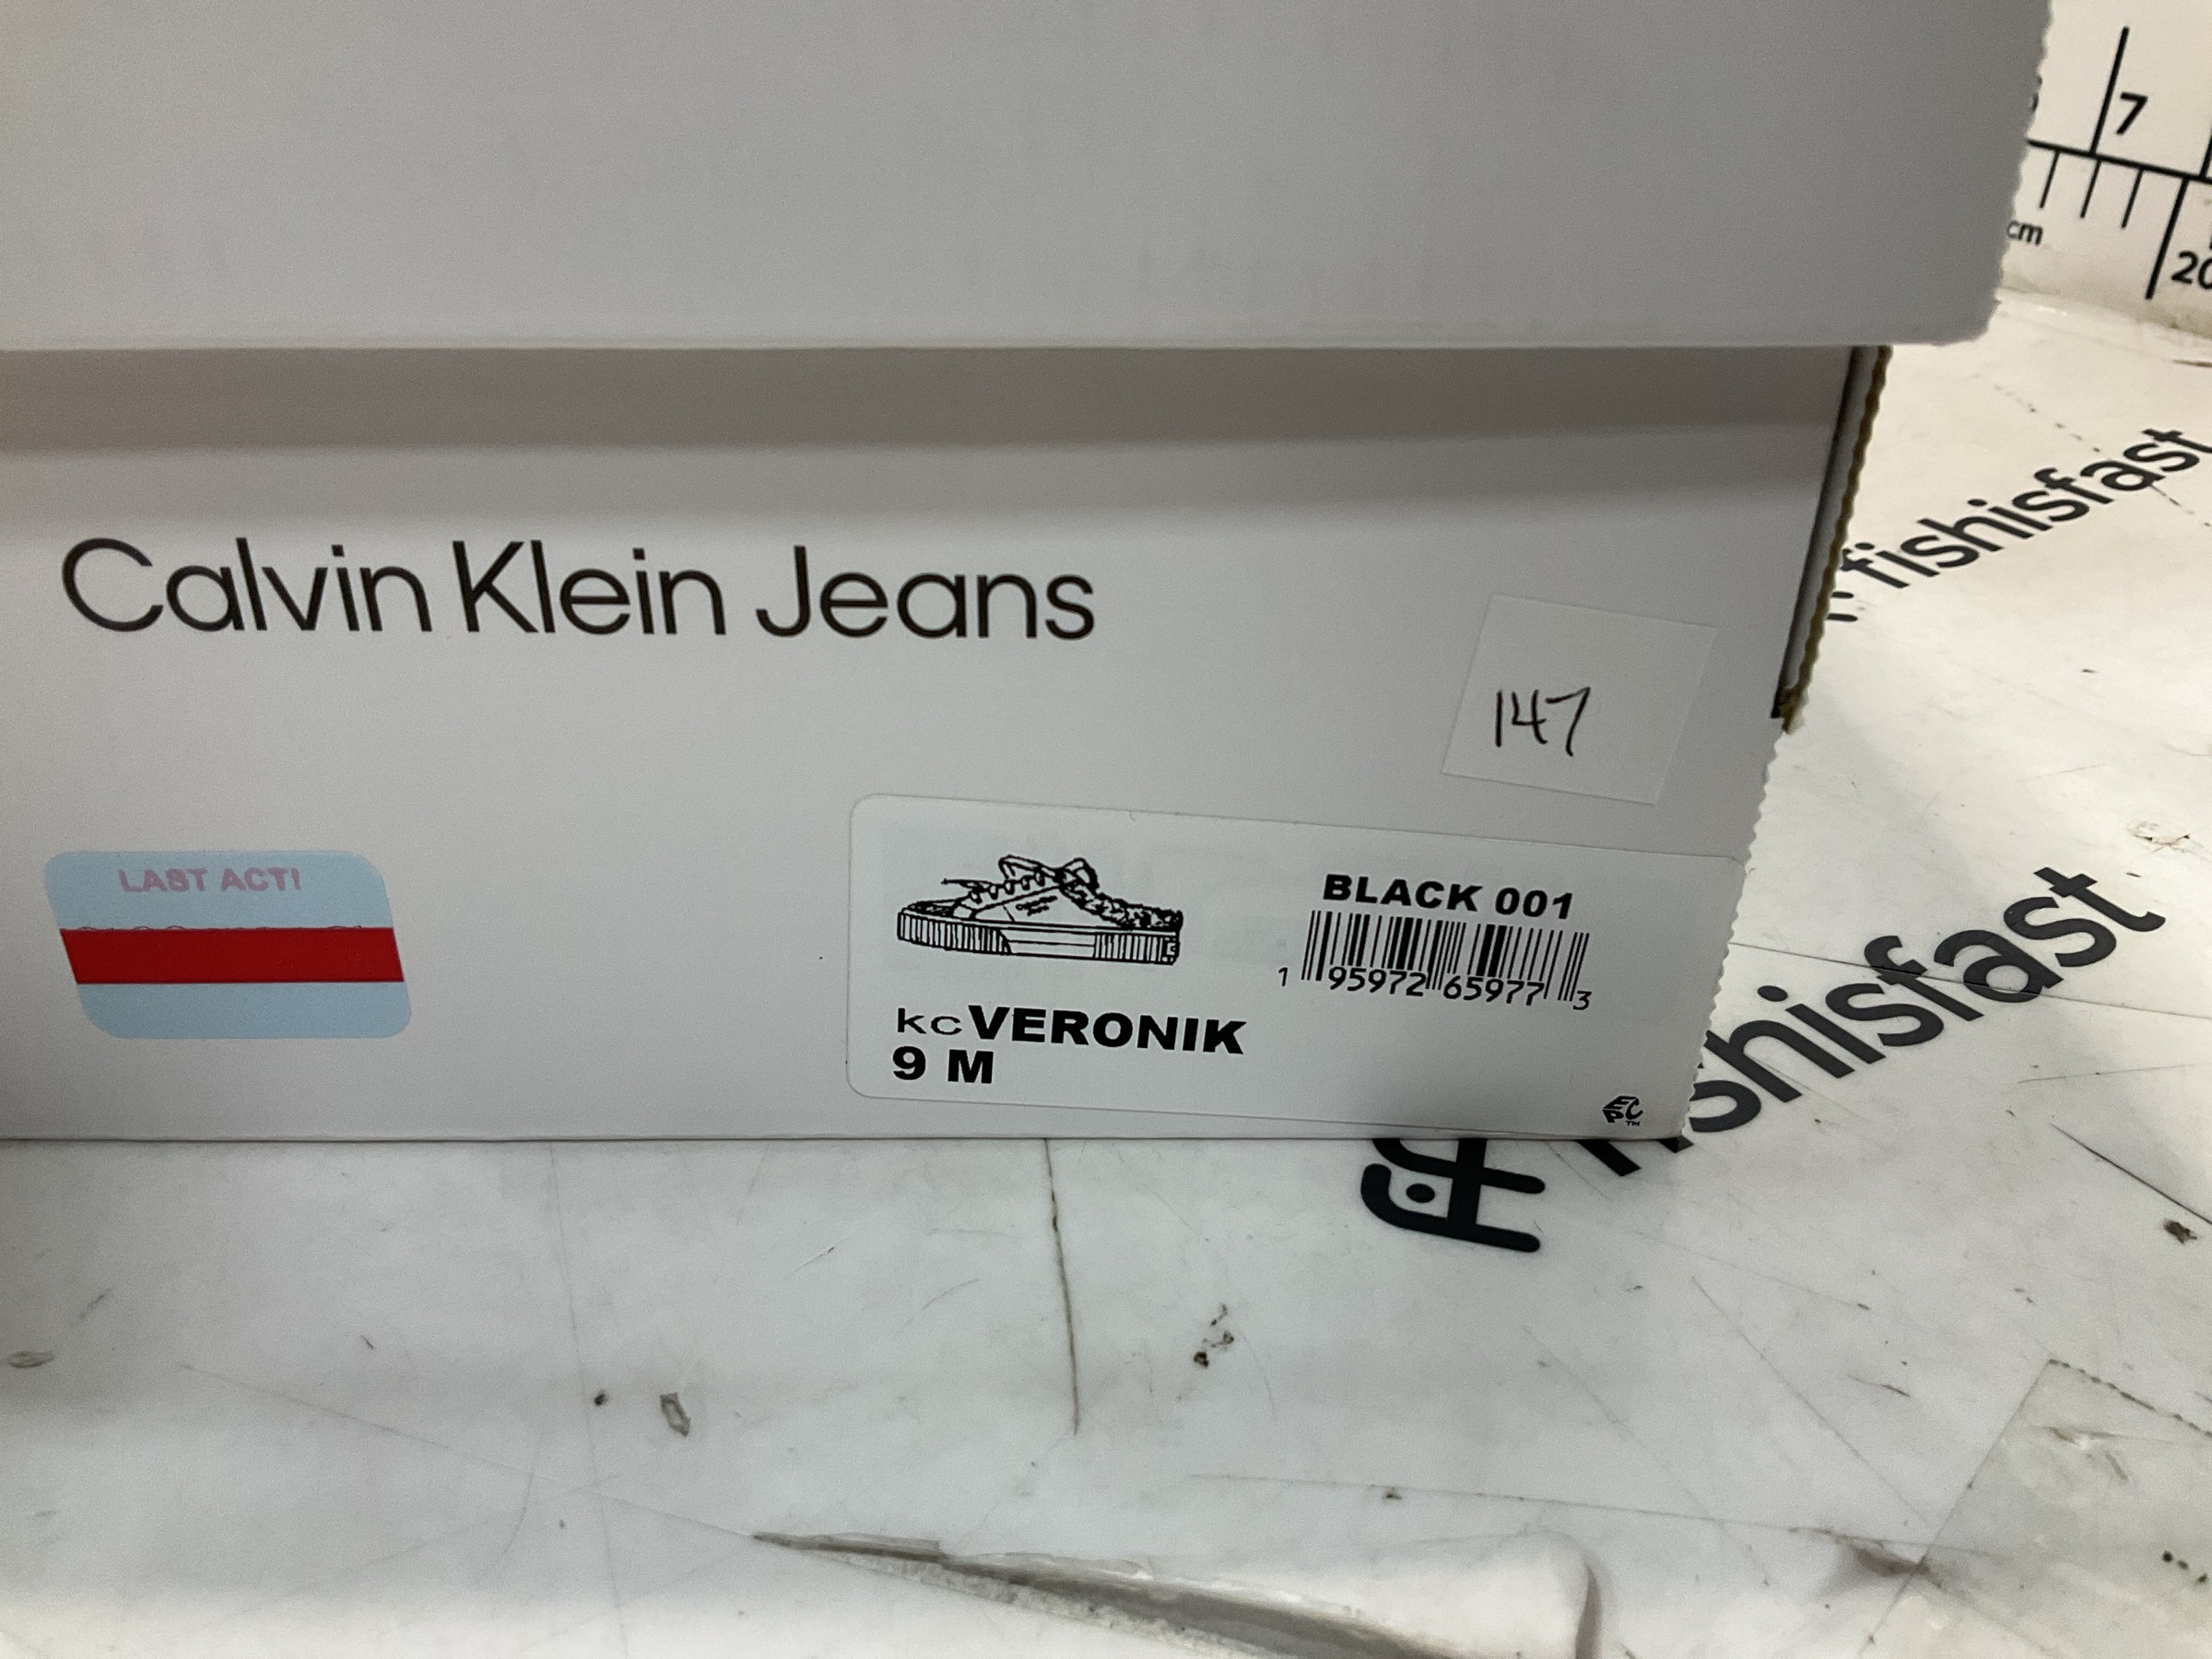 7
cm
20
fishisfast
Calvin Klein Jeans
147
LAST ACT!
BLACK 001
1 95972 65977 3
kcVERONIK
9 M
EPC™
fishisfast